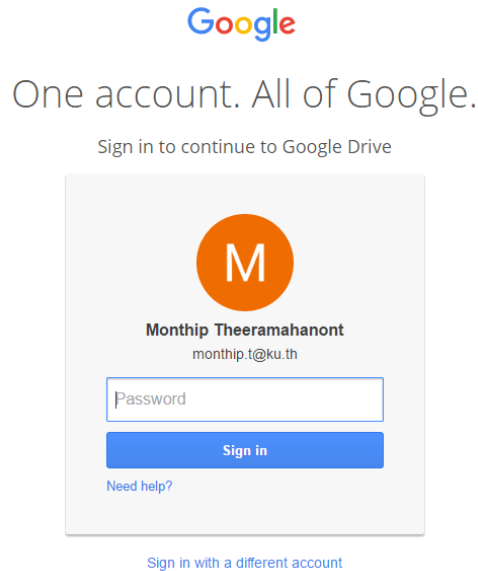 Google
One account. All of Google.
Sign in to continue to Google Drive
M
Monthip Theeramahanont
monthip.t@ku.th
Password
Sign in
Need help?
Sign in with a different account